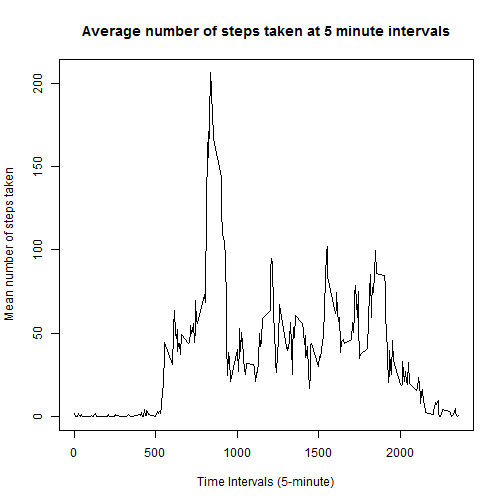 Average number of steps taken at 5 minute intervals
Mean number of steps taken
200
150
100
50
0
0 500 1000 1500 2000
Time Intervals (5-minute)